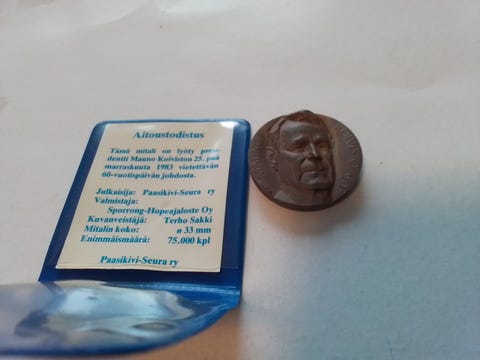 Aitoustodistus
Tämä mitali on lyöty presi-
dentti Mauno Koiviston 25. pnä
marraskuuta 1983 vietettävän
60-vuotispäivän johdosta.
Julkaisija: Paasikivi-Seura ry
Valmistaja:
Sporrong-Hopeajaloste Oy
Kuvanveistäjä: Terho Sakki
Mitalin koko: ø 33 mm
Enimmäismäärä: 75.000 kpl
Paasikivi-Seura ry